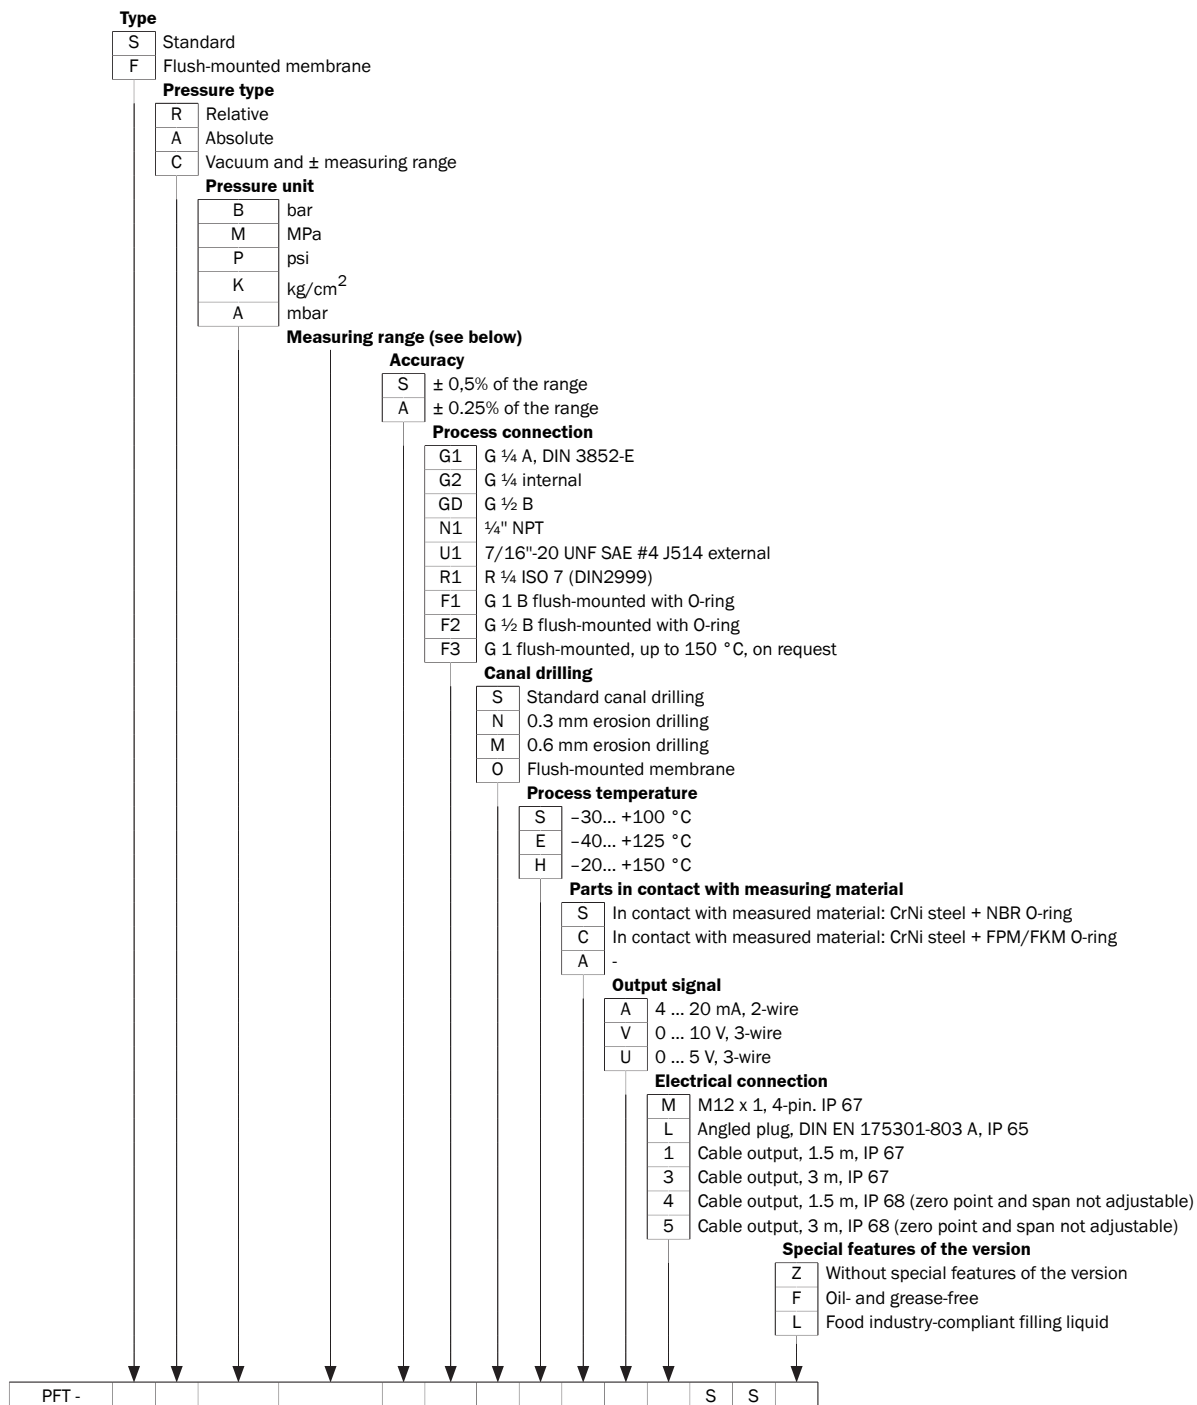 Type
S Standard
F Flush-mounted membrane
Pressure type
R Relative
A Absolute
C Vacuum and ± measuring range
Pressure unit
B bar
M MPa
P psi
K kg/cm²
A mbar
Measuring range (see below)
Accuracy
S ± 0,5% of the range
A ± 0.25% of the range
Process connection
G1 G ¼ A, DIN 3852-E
G2 G ¼ internal
GD G ½ B
N1 ¼" NPT
U1 7/16"-20 UNF SAE #4 J514 external
R1 R ¼ ISO 7 (DIN2999)
F1 G 1 B flush-mounted with O-ring
F2 G ½ B flush-mounted with O-ring
F3 G 1 flush-mounted, up to 150 °C, on request
Canal drilling
S Standard canal drilling
N 0.3 mm erosion drilling
M 0.6 mm erosion drilling
O Flush-mounted membrane
Process temperature
S –30... +100 °C
E –40... +125 °C
H –20... +150 °C
Parts in contact with measuring material
S In contact with measured material: CrNi steel + NBR O-ring
C In contact with measured material: CrNi steel + FPM/FKM O-ring
A -
Output signal
A 4 ... 20 mA, 2-wire
V 0 ... 10 V, 3-wire
U 0 ... 5 V, 3-wire
Electrical connection
M M12 x 1, 4-pin. IP 67
L Angled plug, DIN EN 175301-803 A, IP 65
1 Cable output, 1.5 m, IP 67
3 Cable output, 3 m, IP 67
4 Cable output, 1.5 m, IP 68 (zero point and span not adjustable)
5 Cable output, 3 m, IP 68 (zero point and span not adjustable)
Special features of the version
Z Without special features of the version
F Oil- and grease-free
L Food industry-compliant filling liquid
PFT - S S